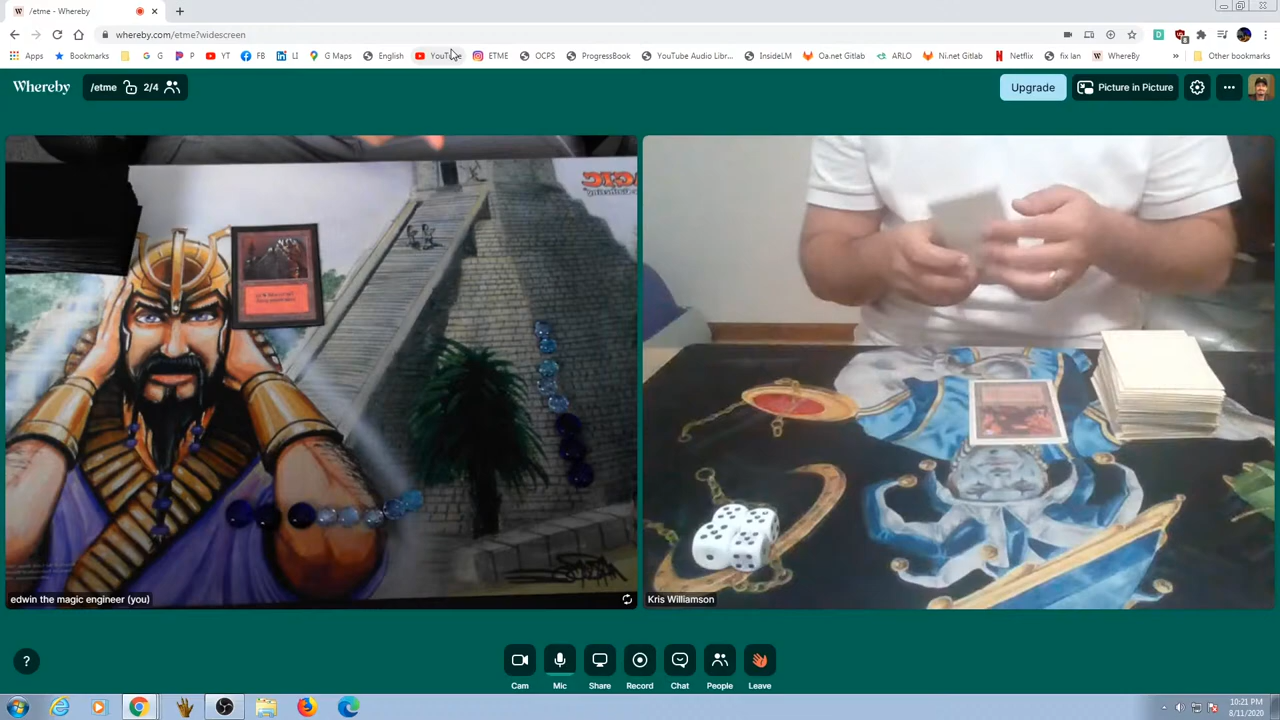 /etme - Whereby
whereby.com/etme?widescreen
Apps Bookmarks G YT FB LI G Maps English YouTube ETME OCPS ProgressBook YouTube Audio Libr... InsideLM Oa.net Gitlab ARLO Ni.net Gitlab Netflix fix lan WhereBy » Other bookmarks
Whereby /etme 2/4 Upgrade Picture in Picture
edwin the magic engineer (you)
Kris Williamson
? Cam Mic Share Record Chat People Leave
10:21 PM
8/11/2020